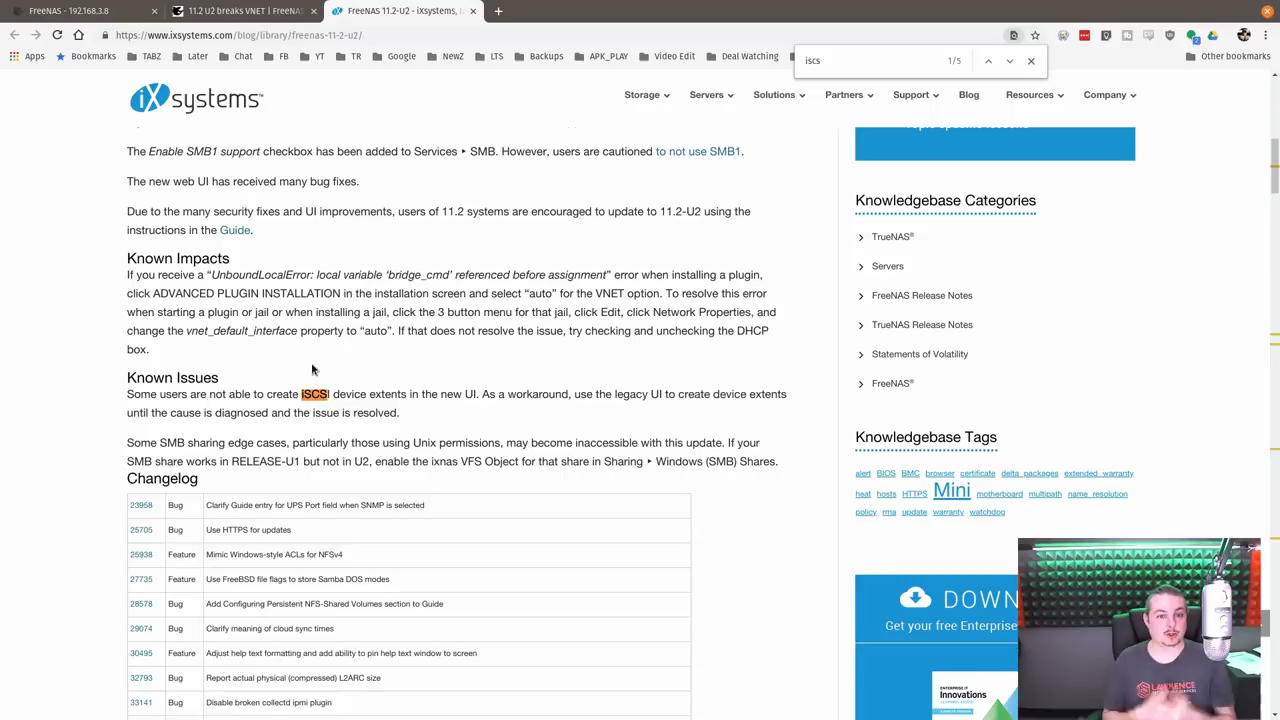 FreeNAS - 192.168.3.8
11.2 U2 breaks VNET | FreeNAS
FreeNAS 11.2-U2 - iXsystems, I
https://www.ixsystems.com/blog/library/freenas-11-2-u2/
Apps
Bookmarks
TABZ
Later
Chat
FB
YT
TR
Google
NewZ
LTS
Backups
APK_PLAY
Video Edit
Deal Watching
Other bookmarks
iscs
1/5
iXsystems
Storage
Servers
Solutions
Partners
Support
Blog
Resources
Company
The Enable SMB1 support checkbox has been added to Services ▸ SMB. However, users are cautioned to not use SMB1.
The new web UI has received many bug fixes.
Due to the many security fixes and UI improvements, users of 11.2 systems are encouraged to update to 11.2-U2 using the
instructions in the Guide.
Known Impacts
If you receive a “UnboundLocalError: local variable ‘bridge_cmd’ referenced before assignment” error when installing a plugin,
click ADVANCED PLUGIN INSTALLATION in the installation screen and select “auto” for the VNET option. To resolve this error
when starting a plugin or jail or when installing a jail, click the 3 button menu for that jail, click Edit, click Network Properties, and
change the vnet_default_interface property to “auto”. If that does not resolve the issue, try checking and unchecking the DHCP
box.
Known Issues
Some users are not able to create iSCSI device extents in the new UI. As a workaround, use the legacy UI to create device extents
until the cause is diagnosed and the issue is resolved.
Some SMB sharing edge cases, particularly those using Unix permissions, may become inaccessible with this update. If your
SMB share works in RELEASE-U1 but not in U2, enable the ixnas VFS Object for that share in Sharing ▸ Windows (SMB) Shares.
Changelog
23958 Bug Clarify Guide entry for UPS Port field when SNMP is selected
25705 Bug Use HTTPS for updates
25938 Feature Mimic Windows-style ACLs for NFSv4
27735 Feature Use FreeBSD file flags to store Samba DOS modes
28578 Bug Add Configuring Persistent NFS-Shared Volumes section to Guide
29074 Bug Clarify meaning of cloud sync times
30495 Feature Adjust help text formatting and add ability to pin help text window to screen
32793 Bug Report actual physical (compressed) L2ARC size
33141 Bug Disable broken collectd ipmi plugin
Knowledgebase Categories
TrueNAS®
Servers
FreeNAS Release Notes
TrueNAS Release Notes
Statements of Volatility
FreeNAS®
Knowledgebase Tags
alert BIOS BMC browser certificate delta_packages extended_warranty
heat hosts HTTPS Mini motherboard multipath name_resolution
policy rma update warranty watchdog
DOWN
Get your free Enterprise
ENTERPRISE IT
Innovations
LAWRENCE